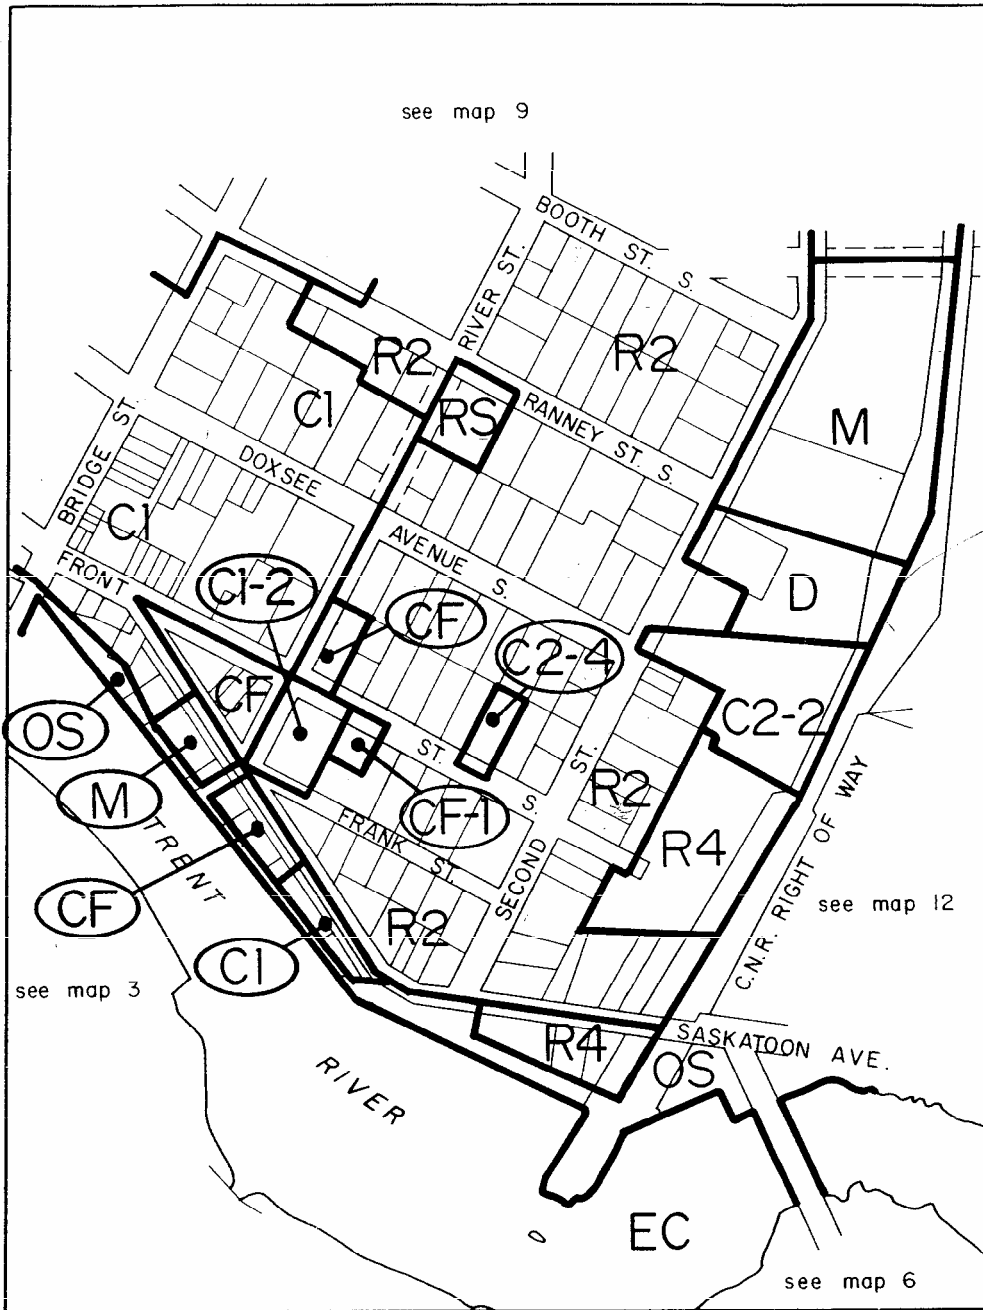 see map 9
BOOTH ST. S.
RIVER ST.
R2
R2
RS
RANNEY ST. S.
M
C1
DOXSEE AVENUE S.
BRIDGE ST.
C1
FRONT ST. S.
C1-2
CF
C2-4
D
CF
C2-2
OS
M
CF-1
R2
R4
FRANK ST.
SECOND ST.
C.N.R. RIGHT OF WAY
see map 12
CF
R2
C1
TRENT RIVER
see map 3
R4
SASKATOON AVE.
OS
EC
see map 6